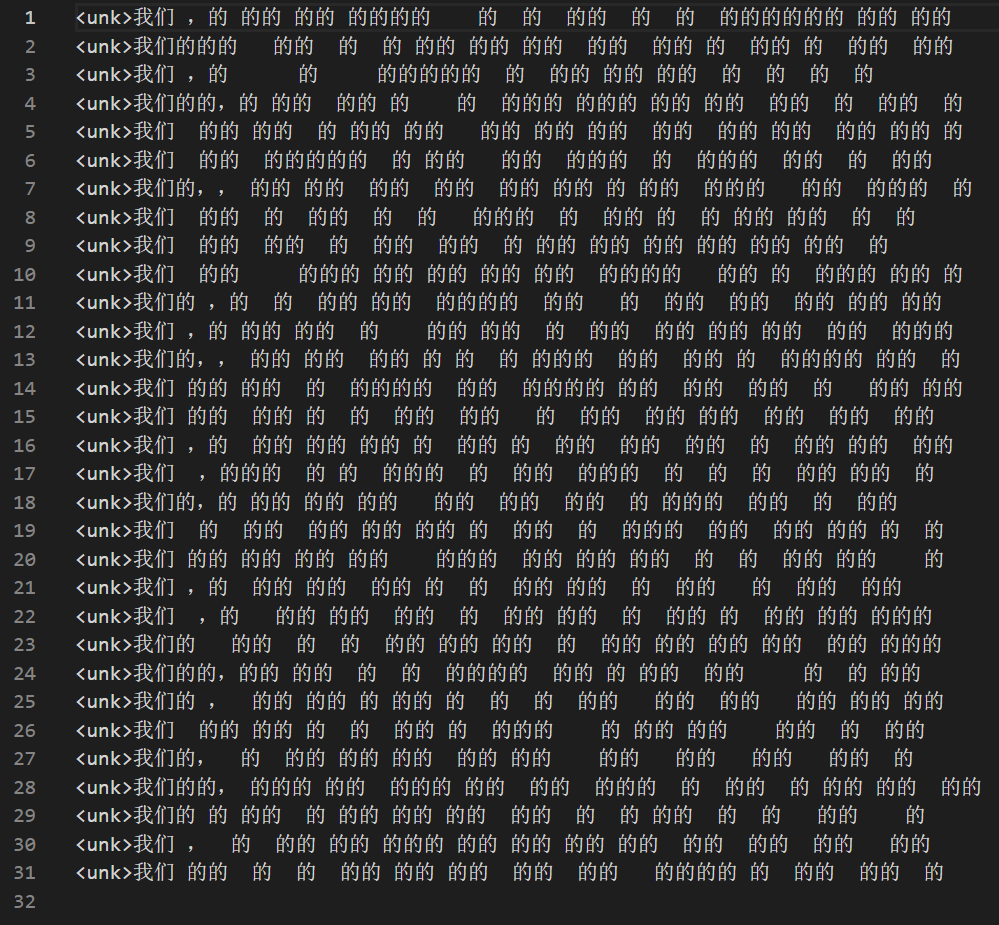 1 <unk>我们 ，的 的的 的的 的的的的 的 的 的的 的 的 的的的的的的 的的 的的
2 <unk>我们的的的 的的 的 的 的的 的的 的的 的的 的的 的 的的 的 的的 的的
3 <unk>我们 ，的 的 的的的的的 的 的的 的的 的的 的 的 的 的
4 <unk>我们的的，的 的的 的的 的 的 的的的 的的的 的的 的的 的的 的 的的 的
5 <unk>我们 的的 的的 的 的的 的的 的的 的的 的的 的的 的的 的的 的的 的的 的
6 <unk>我们 的的 的的的的的 的 的的 的的 的的的 的 的的的 的的 的 的的
7 <unk>我们的，， 的的 的的 的的 的的 的的 的的 的 的的 的的的 的的 的的的 的
8 <unk>我们 的的 的 的的 的 的 的的的 的 的的 的 的 的的 的的 的 的
9 <unk>我们 的的 的的 的 的的 的的 的 的的 的的 的的 的的 的的 的的 的
10 <unk>我们 的的 的的的 的的 的的 的的 的的 的的的的 的的 的 的的的 的的 的
11 <unk>我们的 ，的 的 的的 的的 的的的的 的的 的 的的 的的 的的 的的 的的
12 <unk>我们 ，的 的的 的的 的 的的 的的 的 的的 的的 的的 的的 的的 的的的
13 <unk>我们的，， 的的 的的 的的 的 的 的 的的的 的的 的的 的 的的的的 的的 的
14 <unk>我们 的的 的的 的 的的的的 的的 的的的的 的的 的的 的的 的 的的 的的
15 <unk>我们 的的 的的 的 的 的的 的的 的 的的 的的 的的 的的 的的 的的
16 <unk>我们 ，的 的的 的的 的的 的 的的 的 的的 的的 的的 的 的的 的的 的的
17 <unk>我们 ，的的的 的 的 的的的 的 的的 的的的 的 的 的 的的 的的 的
18 <unk>我们的，的 的的 的的 的的 的的 的的 的的 的 的的的 的的 的 的的
19 <unk>我们 的 的的 的的 的的 的的 的 的的 的 的的的 的的 的的 的的 的 的
20 <unk>我们 的的 的的 的的 的的 的的的 的的 的的 的的 的 的 的的 的的 的
21 <unk>我们 ，的 的的 的的 的的 的 的 的的 的的 的 的的 的 的的 的的
22 <unk>我们 ，的 的的 的的 的的 的 的的 的的 的 的的 的 的的 的的 的的的
23 <unk>我们的 的的 的 的 的的 的的 的的 的 的的 的的 的的 的的 的的 的的的
24 <unk>我们的的，的的 的的 的 的 的的的的 的的 的 的的 的的 的 的 的的
25 <unk>我们的 ， 的的 的的 的 的的 的 的 的 的的 的的 的的 的的 的的 的的
26 <unk>我们 的的 的的 的 的 的的 的 的的的 的 的的 的的 的的 的 的的
27 <unk>我们的， 的 的的 的的 的的 的的 的的 的的 的的 的的 的的 的
28 <unk>我们的的， 的的的 的的 的的的 的的 的的 的的的 的 的的 的 的的 的的 的的
29 <unk>我们的 的 的的 的 的的 的的 的的 的的 的 的 的的 的 的 的的 的
30 <unk>我们 ， 的 的的 的的 的的的 的的 的的 的的 的的 的的 的的 的的 的的
31 <unk>我们 的的 的 的 的的 的的 的的 的的 的的 的的的的 的 的的 的的 的
32